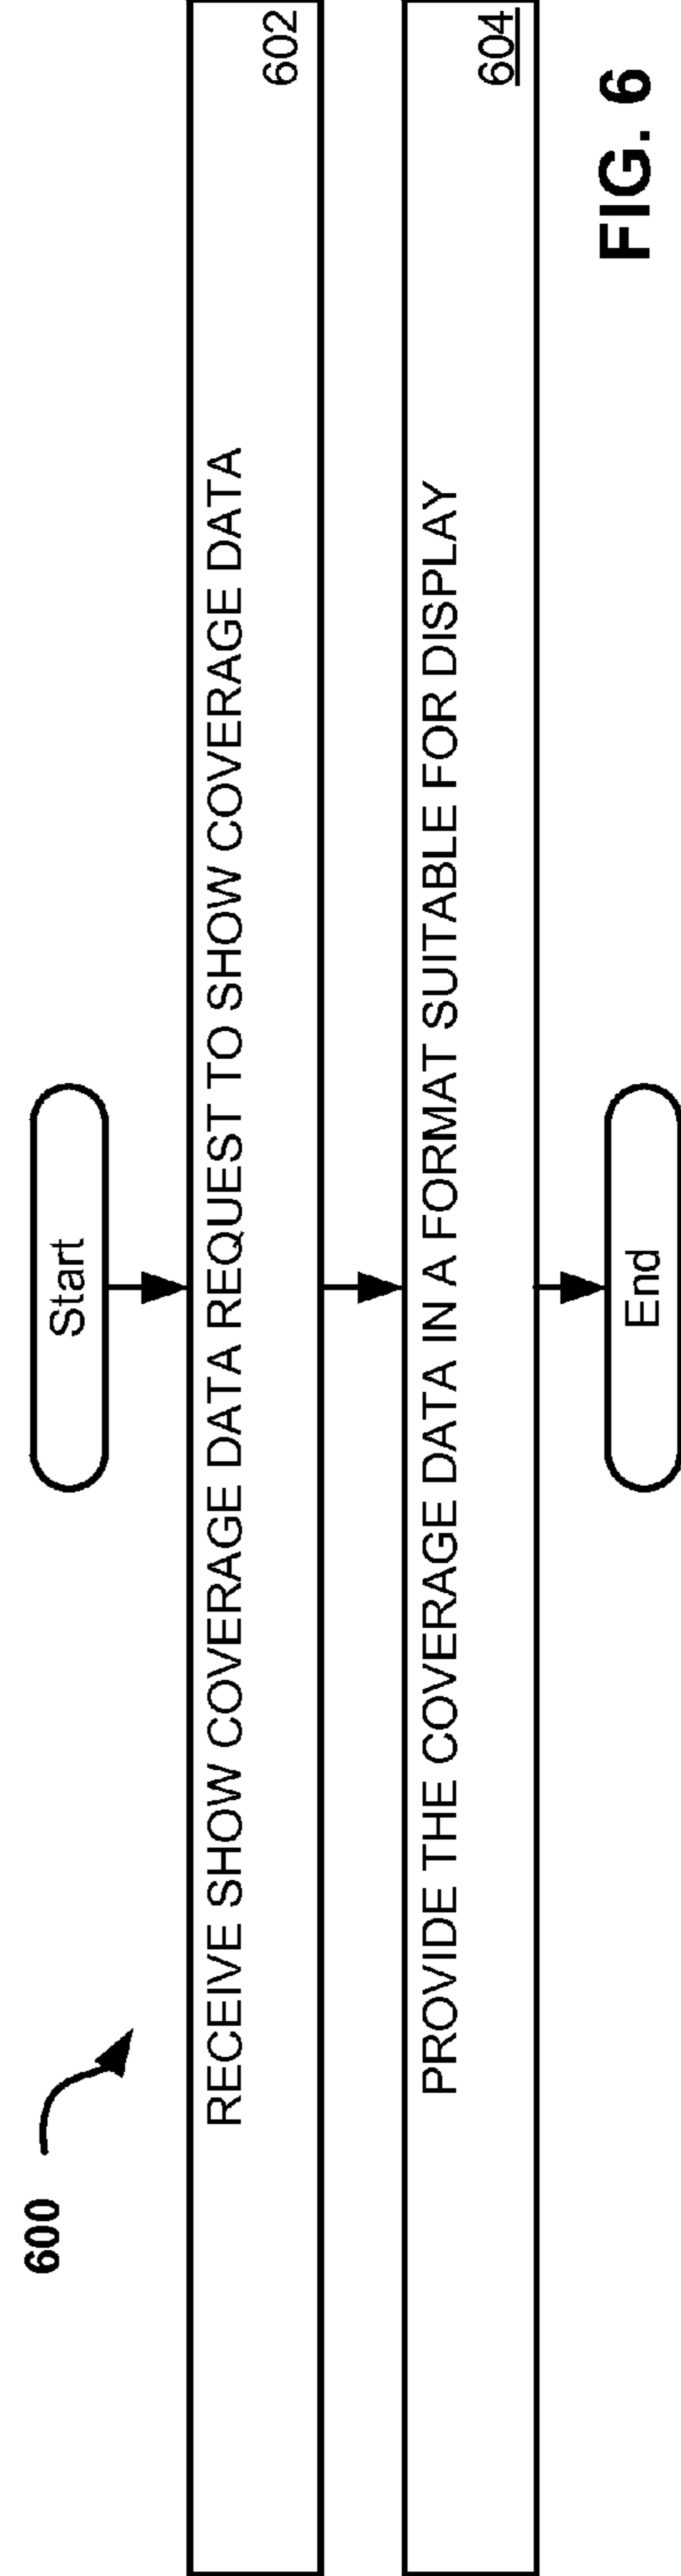 600
Start
RECEIVE SHOW COVERAGE DATA REQUEST TO SHOW COVERAGE DATA
602
PROVIDE THE COVERAGE DATA IN A FORMAT SUITABLE FOR DISPLAY
604
End
FIG. 6